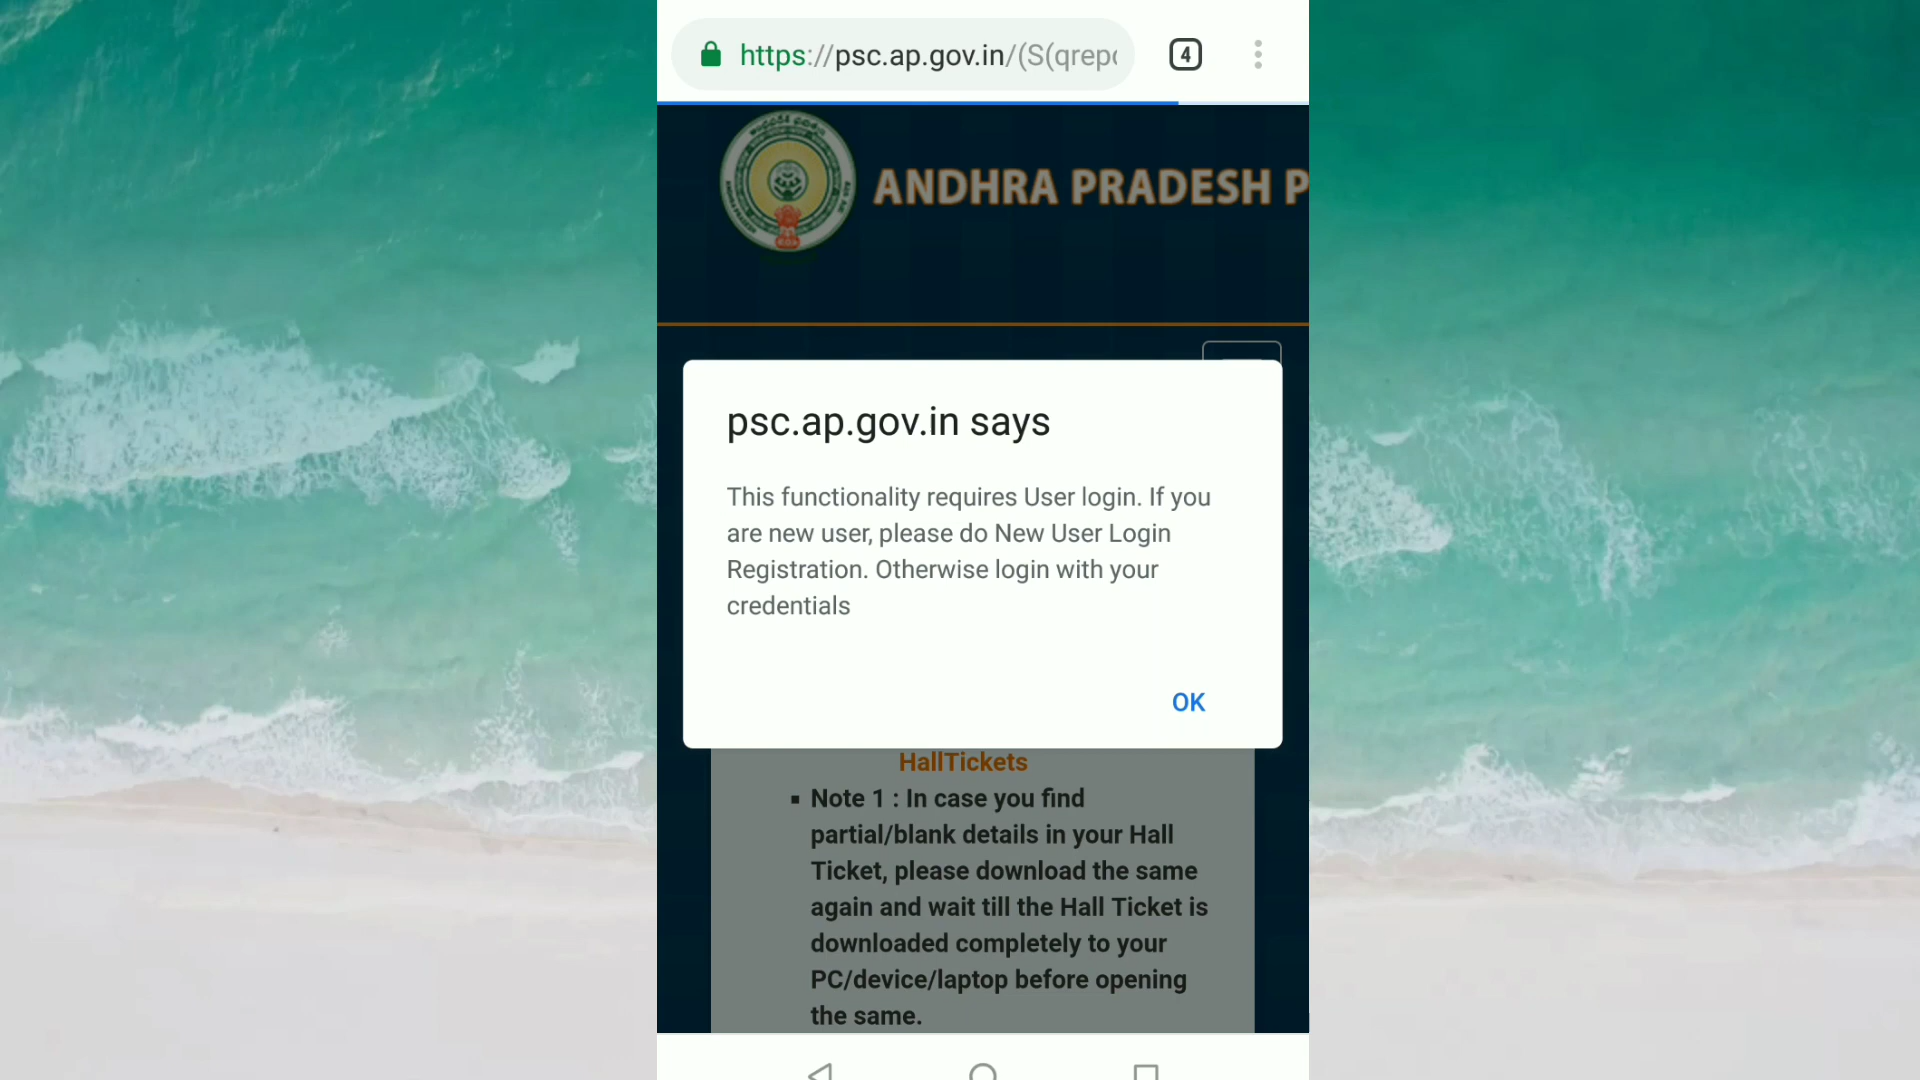 https://psc.ap.gov.in/(S(qrep
4
ANDHRA PRADESH P
psc.ap.gov.in says
This functionality requires User login. If you
are new user, please do New User Login
Registration. Otherwise login with your
credentials
OK
HallTickets
▪ Note 1 : In case you find
partial/blank details in your Hall
Ticket, please download the same
again and wait till the Hall Ticket is
downloaded completely to your
PC/device/laptop before opening
the same.